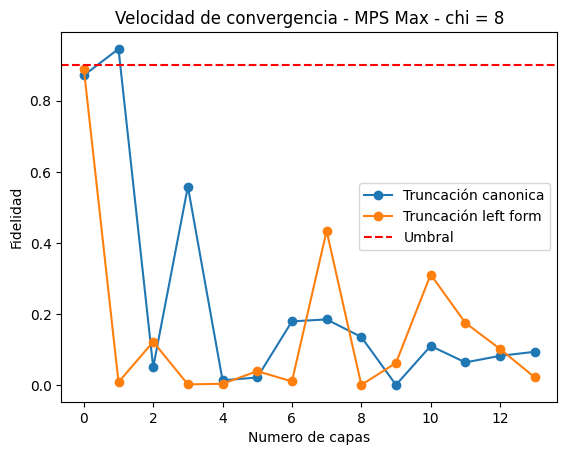 Velocidad de convergencia - MPS Max - chi = 8
Fidelidad
0.8
0.6
0.4
0.2
0.0
Truncación canonica
Truncación left form
Umbral
0 2 4 6 8 10 12
Numero de capas